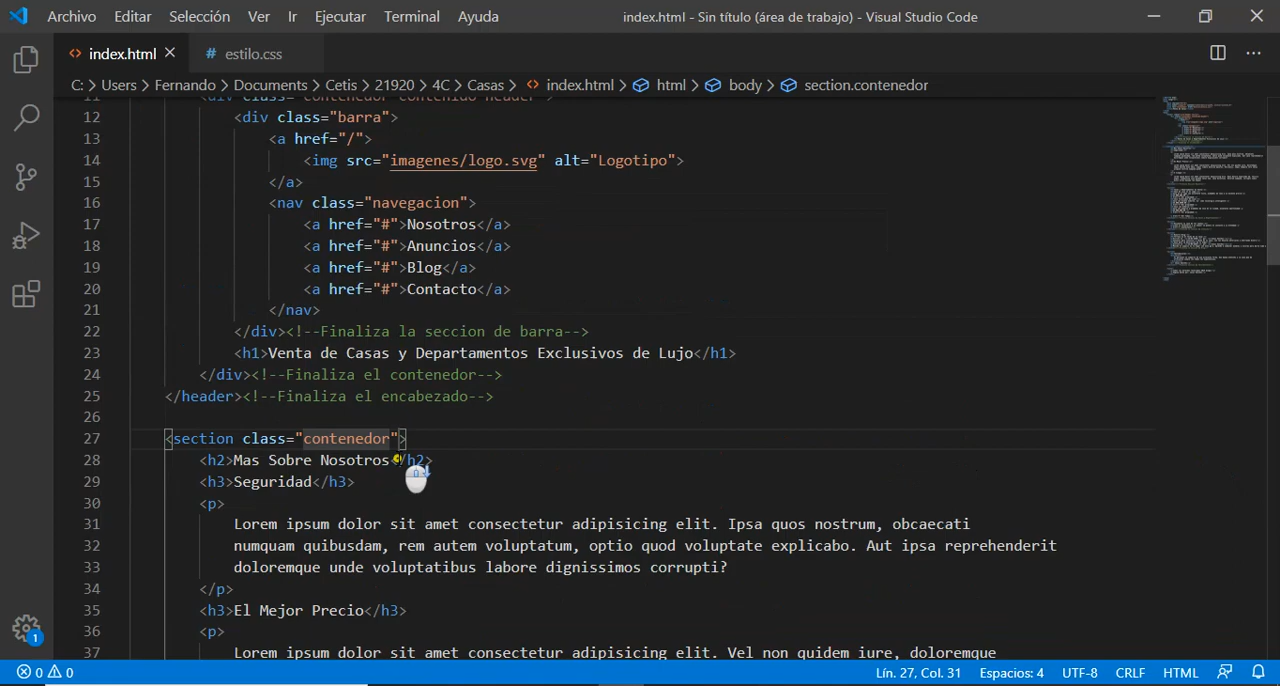 Archivo Editar Selección Ver Ir Ejecutar Terminal Ayuda index.html - Sin título (área de trabajo) - Visual Studio Code
index.html estilo.css
C: > Users > Fernando > Documents > Cetis > 21920 > 4C > Casas > index.html > html > body > section.contenedor
11 <div class="contenedor contenido-header">
12 <div class="barra">
13 <a href="/">
14 <img src="imagenes/logo.svg" alt="Logotipo">
15 </a>
16 <nav class="navegacion">
17 <a href="#">Nosotros</a>
18 <a href="#">Anuncios</a>
19 <a href="#">Blog</a>
20 <a href="#">Contacto</a>
21 </nav>
22 </div><!--Finaliza la seccion de barra-->
23 <h1>Venta de Casas y Departamentos Exclusivos de Lujo</h1>
24 </div><!--Finaliza el contenedor-->
25 </header><!--Finaliza el encabezado-->
26
27 <section class="contenedor">
28 <h2>Mas Sobre Nosotros</h2>
29 <h3>Seguridad</h3>
30 <p>
31 Lorem ipsum dolor sit amet consectetur adipisicing elit. Ipsa quos nostrum, obcaecati
32 numquam quibusdam, rem autem voluptatum, optio quod voluptate explicabo. Aut ipsa reprehenderit
33 doloremque unde voluptatibus labore dignissimos corrupti?
34 </p>
35 <h3>El Mejor Precio</h3>
36 <p>
37 Lorem ipsum dolor sit amet consectetur adipisicing elit. Vel non quidem iure, doloremque
1
0 0 Lín. 27, Col. 31 Espacios: 4 UTF-8 CRLF HTML